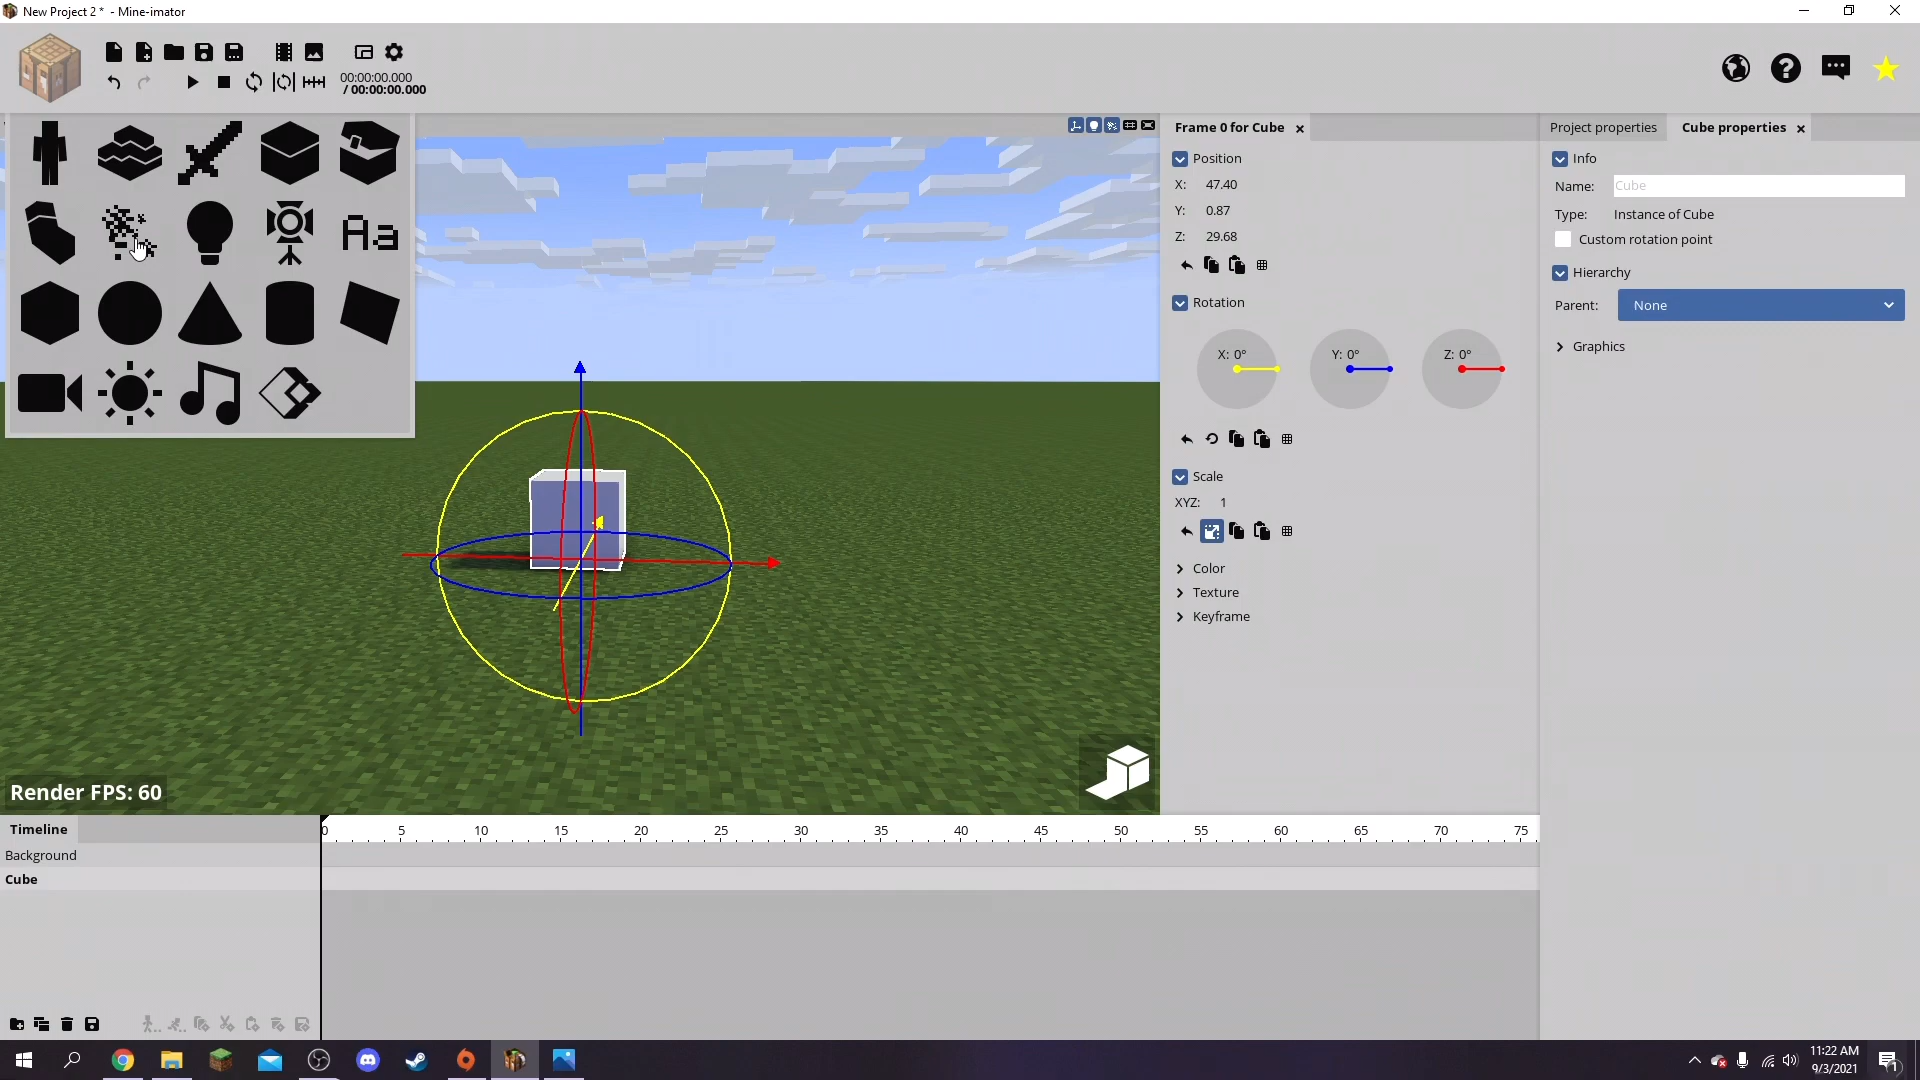 New Project 2 * - Mine-imator
00:00:00.000
/ 00:00:00.000
Aa
Frame 0 for Cube
Position
X: 47.40
Y: 0.87
Z: 29.68
Rotation
X: 0°
Y: 0°
Z: 0°
Scale
XYZ: 1
Color
Texture
Keyframe
Project properties
Cube properties
Info
Name: Cube
Type: Instance of Cube
Custom rotation point
Hierarchy
Parent: None
Graphics
Render FPS: 60
Timeline
0 5 10 15 20 25 30 35 40 45 50 55 60 65 70 75
Background
Cube
11:22 AM
9/3/2021
1